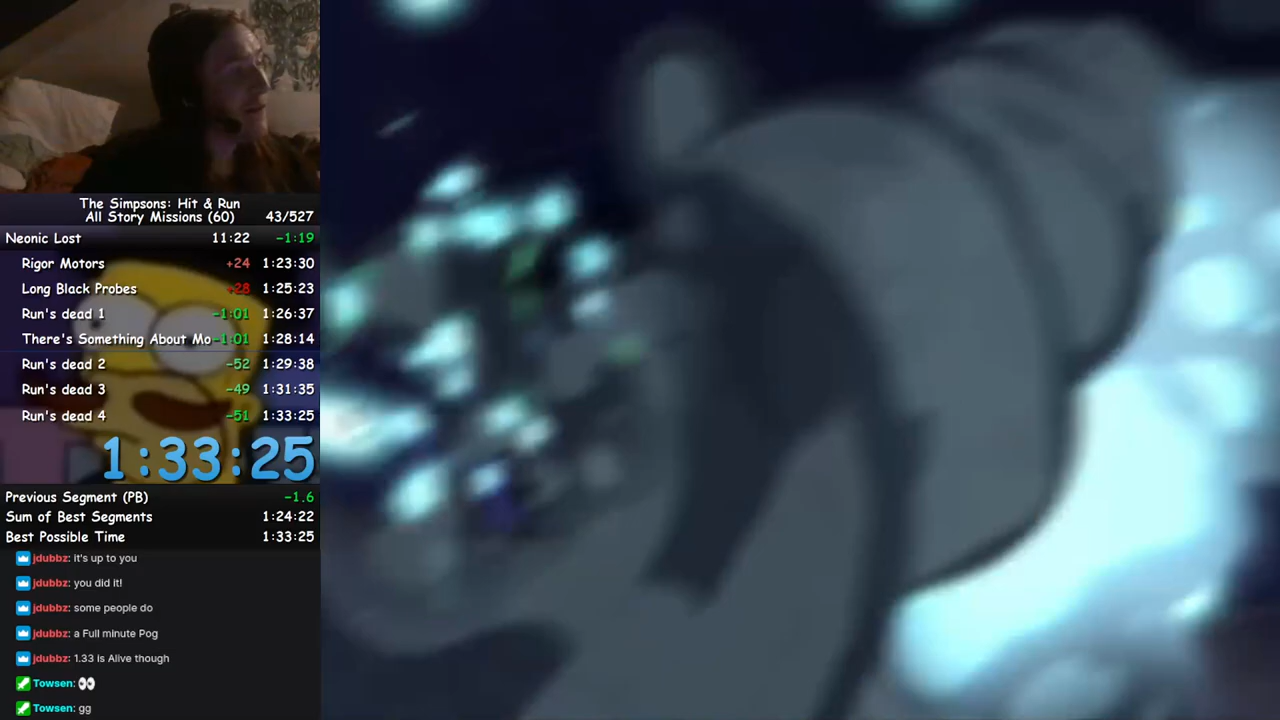 The Simpsons: Hit & Run
All Story Missions (60) 43/527
Neonic Lost 11:22 -1:19
Rigor Motors +24 1:23:30
Long Black Probes +28 1:25:23
Run's dead 1 -1:01 1:26:37
There's Something About Mo -1:01 1:28:14
Run's dead 2 -52 1:29:38
Run's dead 3 -49 1:31:35
Run's dead 4 -51 1:33:25
1:33:25
Previous Segment (PB) -1.6
Sum of Best Segments 1:24:22
Best Possible Time 1:33:25
jdubbz: it's up to you
jdubbz: you did it!
jdubbz: some people do
jdubbz: a Full minute Pog
jdubbz: 1.33 is Alive though
Towsen: 👀
Towsen: gg